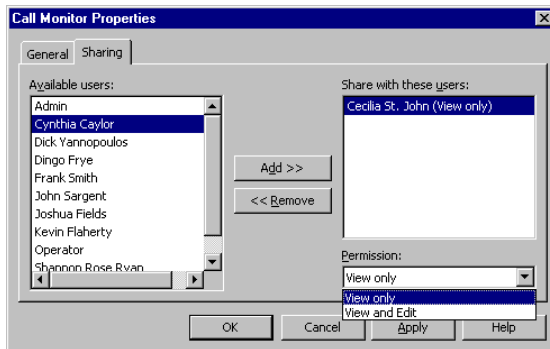 Call Monitor Properties
General
Sharing
Available users:
Admin
Cynthia Caylor
Dick Yannopoulos
Dingo Frye
Frank Smith
John Sargent
Joshua Fields
Kevin Flaherty
Operator
Shannon Rose Ryan
Add >>
<< Remove
Share with these users:
Cecilia St. John (View only)
Permission:
View only
View only
View and Edit
OK
Cancel
Apply
Help